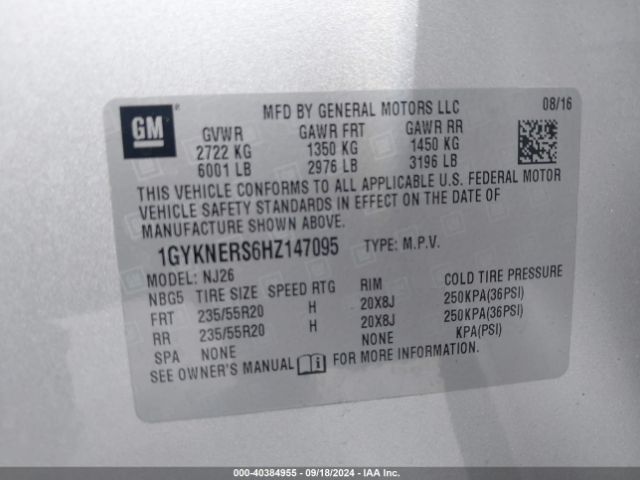 MFD BY GENERAL MOTORS LLC 08/16
GM
GVWR GAWR FRT GAWR RR
2722 KG 1350 KG 1450 KG
6001 LB 2976 LB 3196 LB
THIS VEHICLE CONFORMS TO ALL APPLICABLE U.S. FEDERAL MOTOR
VEHICLE SAFETY STANDARDS IN EFFECT ON THE DATE OF
MANUFACTURE SHOWN ABOVE.
1GYKNERS6HZ147095 TYPE: M.P.V.
MODEL: NJ26
NBG5 TIRE SIZE SPEED RTG RIM COLD TIRE PRESSURE
FRT 235/55R20 H 20X8J 250KPA(36PSI)
RR 235/55R20 H 20X8J 250KPA(36PSI)
SPA NONE NONE KPA(PSI)
SEE OWNER'S MANUAL FOR MORE INFORMATION.
000-40384955 - 09/18/2024 - IAA Inc.